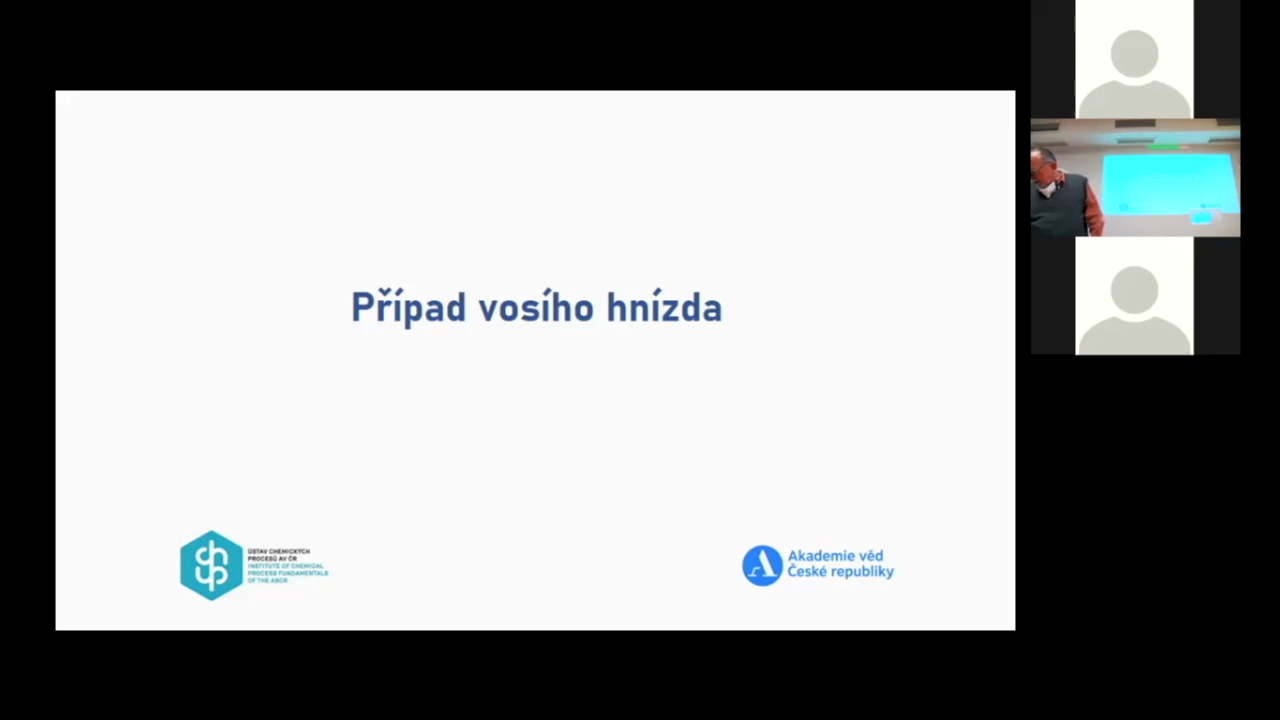 Případ vosího hnízda
ÚSTAV CHEMICKÝCH
PROCESŮ AV ČR
INSTITUTE OF CHEMICAL
PROCESS FUNDAMENTALS
OF THE ASCR
Akademie věd
České republiky